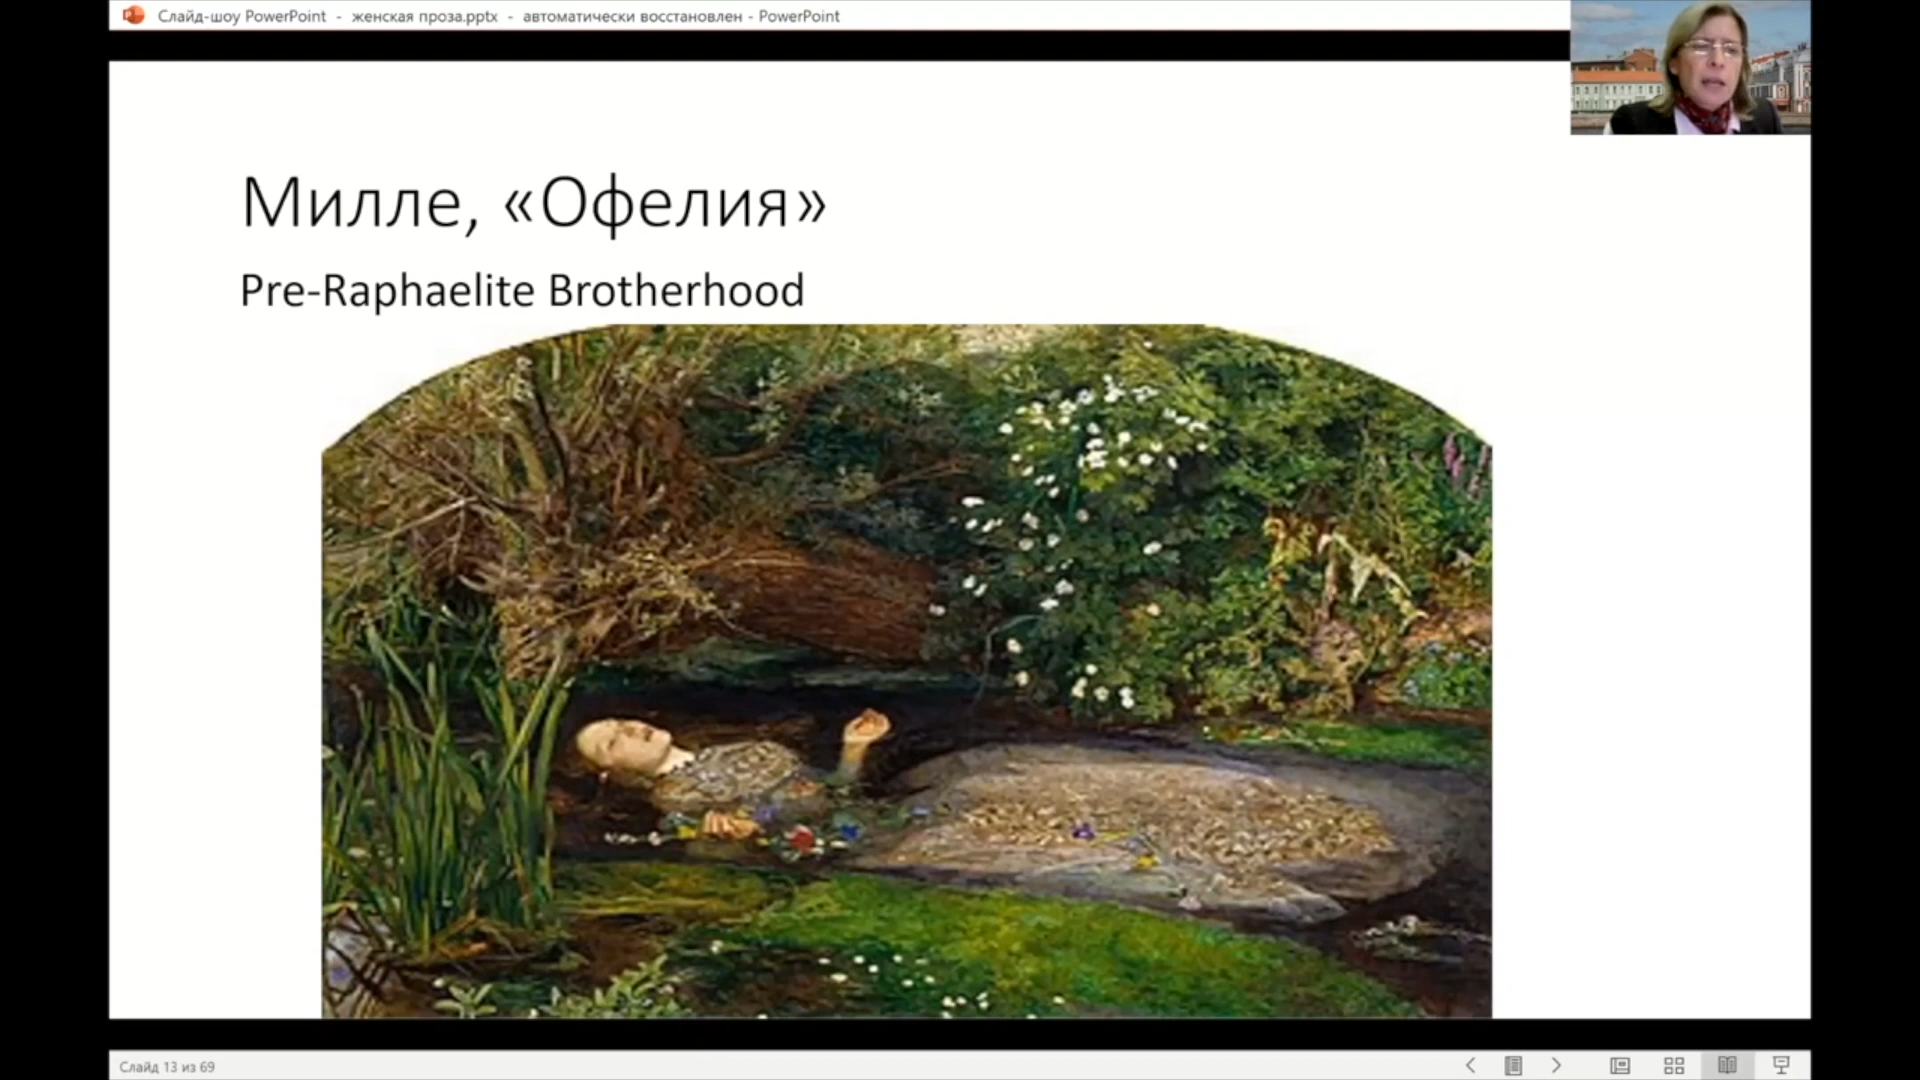 Слайд-шоу PowerPoint - женская проза.pptx - автоматически восстановлен - PowerPoint
Милле, «Офелия»
Pre-Raphaelite Brotherhood
Слайд 13 из 69